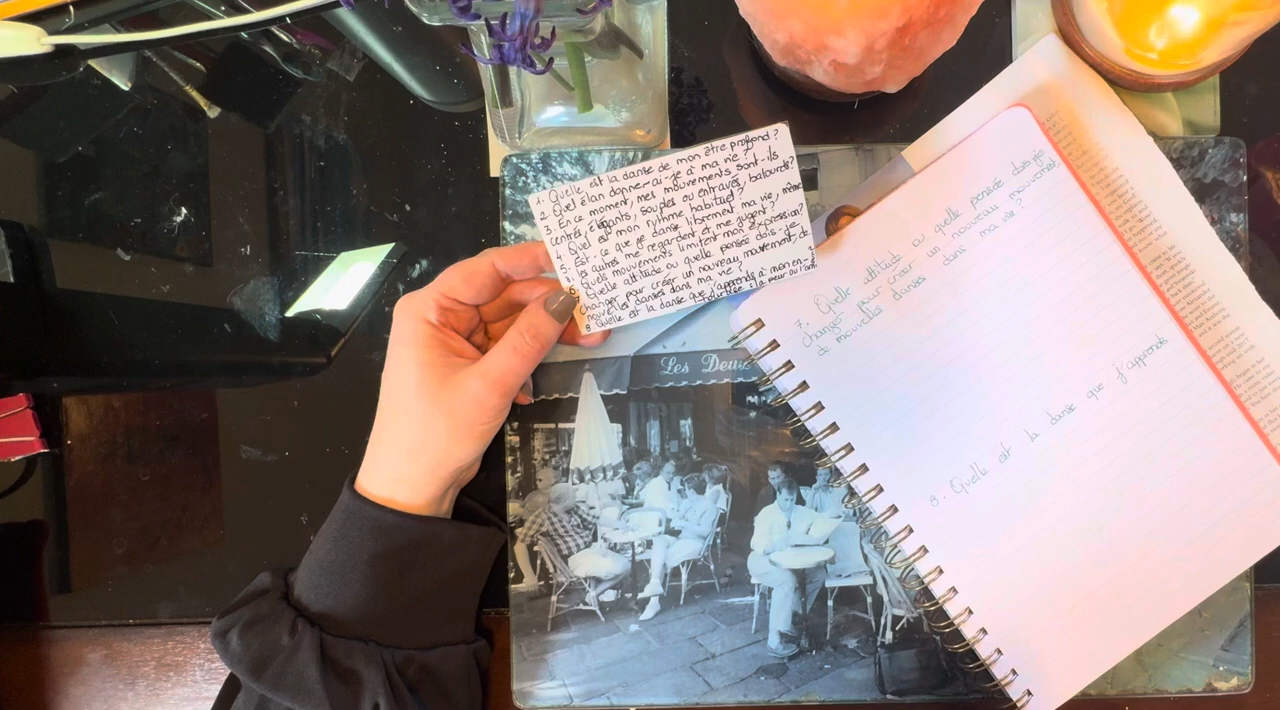 1. Quelle est la danse de mon être profond ?
2. Quel élan donne-ai-je à ma vie ?
3. En ce moment, mes mouvements sont-ils
centrés, élégants, souples ou entravés, balourds?
4. Quel est mon rythme habituel ?
5. Est-ce que je danse librement ma vie, même
si les autres me regardent et me jugent ?
6. Quels mouvements limitent mon expression?
7. Quelle attitude ou quelle pensée dois-je
changer pour créer un nouveau mouvement, de
nouvelles danses dans ma vie ?
8 Quelle est la danse que j'apprends à mon en-
Les Deux
7. Quelle attitude ou quelle pensée dois-je
changer pour créer un nouveau mouvement,
de nouvelles danses dans ma vie ?
8. Quelle est la danse que j'apprends